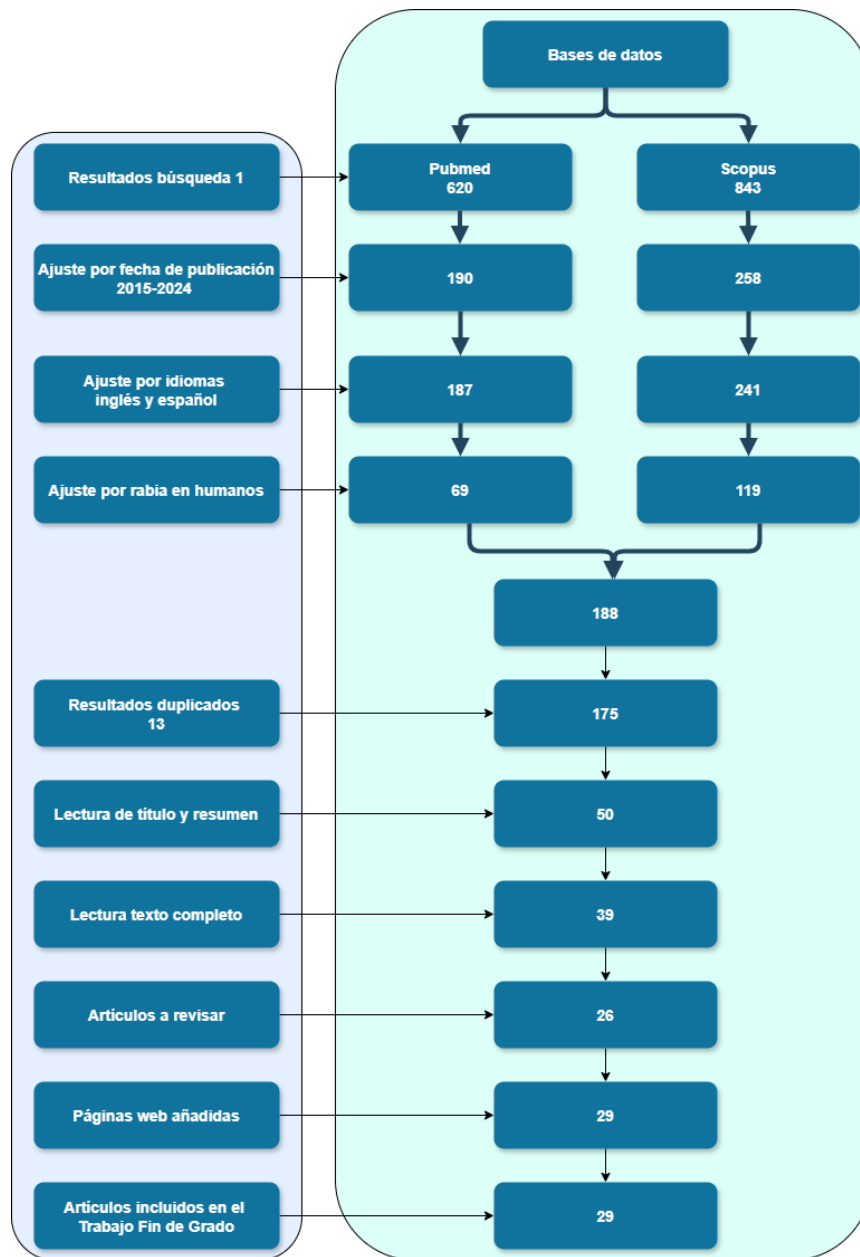 Bases de datos
Resultados búsqueda 1
Pubmed
620
Scopus
843
Ajuste por fecha de publicación
2015-2024
190
258
Ajuste por idiomas
inglés y español
187
241
Ajuste por rabia en humanos
69
119
188
Resultados duplicados
13
175
Lectura de título y resumen
50
Lectura texto completo
39
Artículos a revisar
26
Páginas web añadidas
29
Artículos incluidos en el
Trabajo Fin de Grado
29